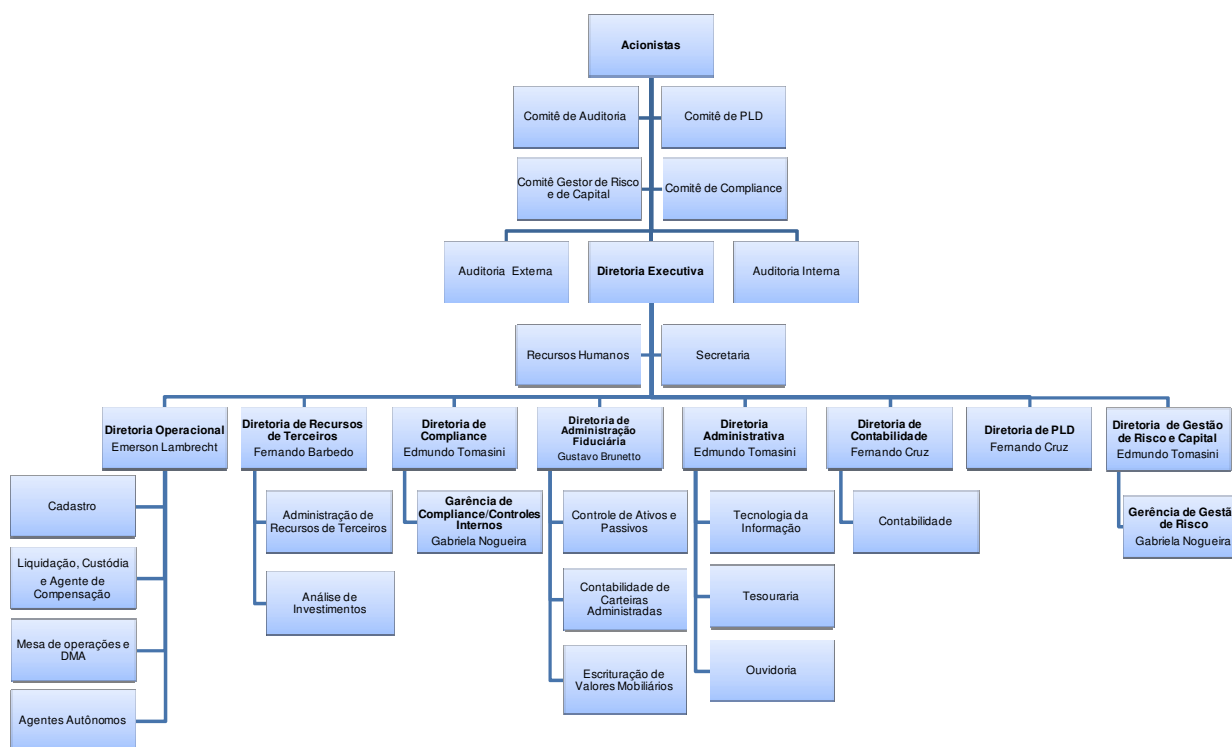 Acionistas
Comitê de Auditoria
Comitê de PLD
Comitê Gestor de Risco
e de Capital
Comitê de Compliance
Auditoria Externa
Diretoria Executiva
Auditoria Interna
Recursos Humanos
Secretaria
Diretoria Operacional
Emerson Lambrecht
Diretoria de Recursos
de Terceiros
Fernando Barbedo
Diretoria de
Compliance
Edmundo Tomasini
Diretoria de
Administração
Fiduciária
Gustavo Brunetto
Diretoria
Administrativa
Edmundo Tomasini
Diretoria de
Contabilidade
Fernando Cruz
Diretoria de PLD
Fernando Cruz
Diretoria de Gestão
de Risco e Capital
Edmundo Tomasini
Cadastro
Liquidação, Custódia
e Agente de
Compensação
Mesa de operações e
DMA
Agentes Autônomos
Administração de
Recursos de Terceiros
Análise de
Investimentos
Garência de
Compliance/Controles
Internos
Gabriela Nogueira
Controle de Ativos e
Passivos
Contabilidade de
Carteiras
Administradas
Escrituração de
Valores Mobiliários
Tecnologia da
Informação
Tesouraria
Ouvidoria
Contabilidade
Gerência de Gestã
de Risco
Gabriela Nogueira